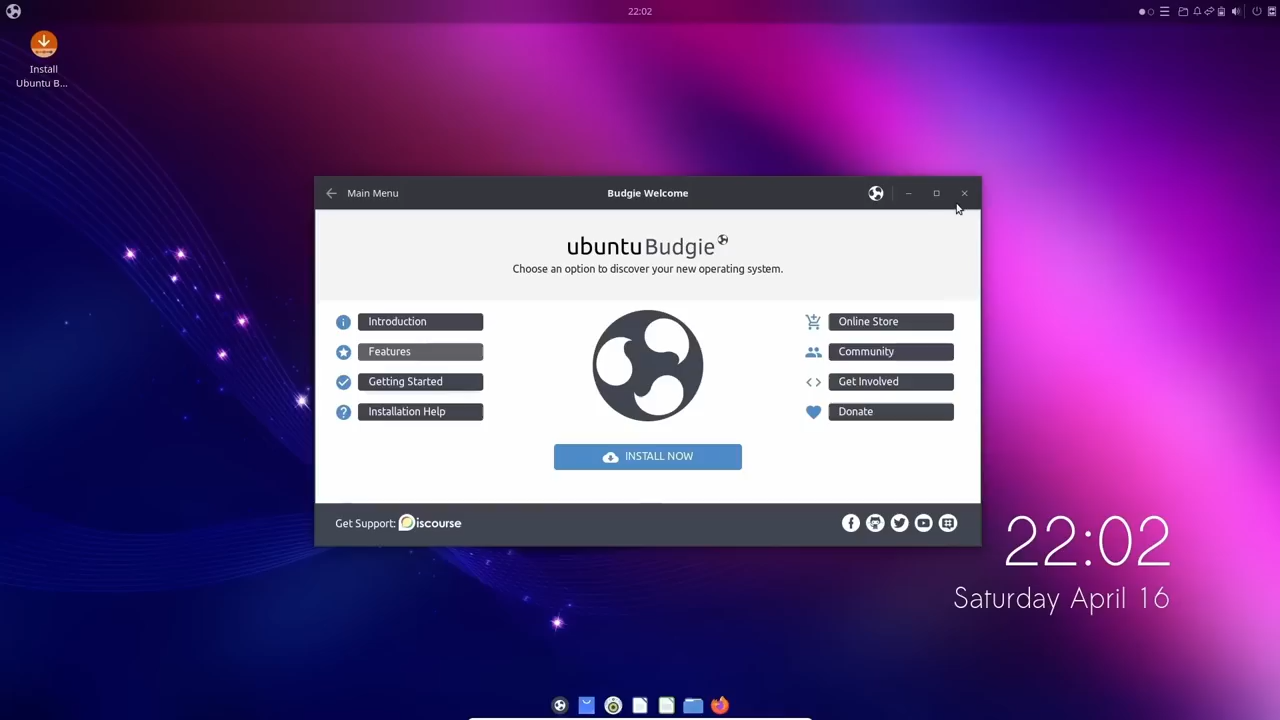 22:02
Install
Ubuntu B...
Main Menu
Budgie Welcome
ubuntu Budgie
Choose an option to discover your new operating system.
Introduction
Features
Getting Started
Installation Help
Online Store
Community
Get Involved
Donate
INSTALL NOW
Get Support: Discourse
22:02
Saturday April 16